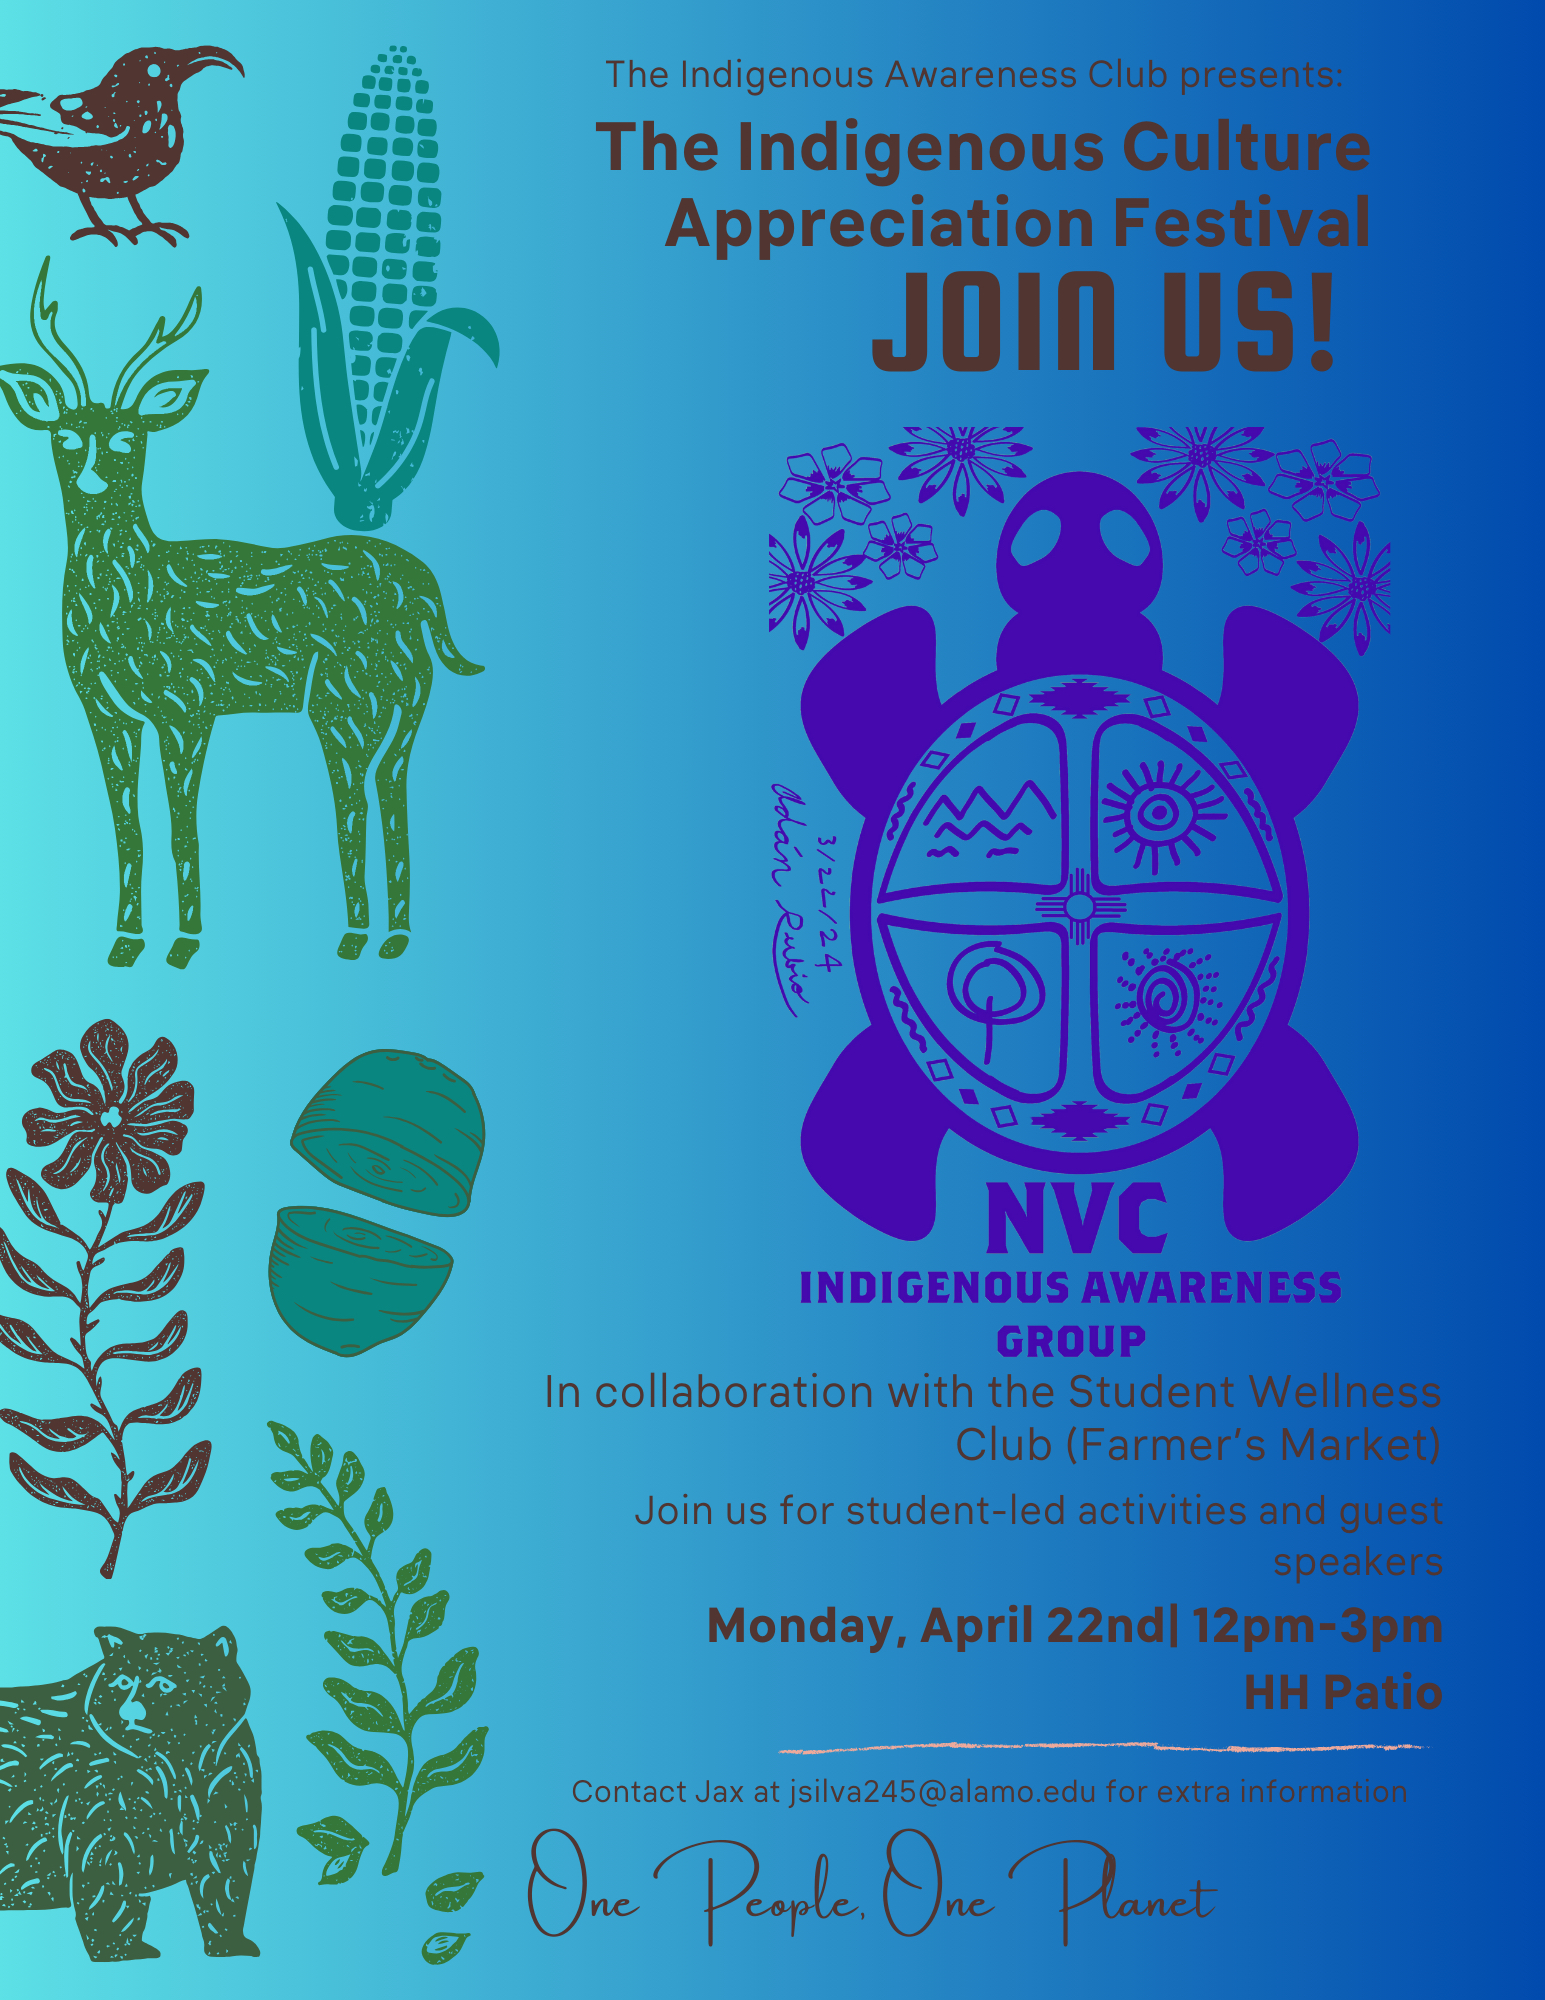 The Indigenous Awareness Club presents:
The Indigenous Culture
Appreciation Festival
JOIN US!
Adán Rubio
3/22/24
NVC
INDIGENOUS AWARENESS
GROUP
In collaboration with the Student Wellness
Club (Farmer's Market)
Join us for student-led activities and guest
speakers
Monday, April 22nd| 12pm-3pm
HH Patio
Contact Jax at jsilva245@alamo.edu for extra information
One People, One Planet